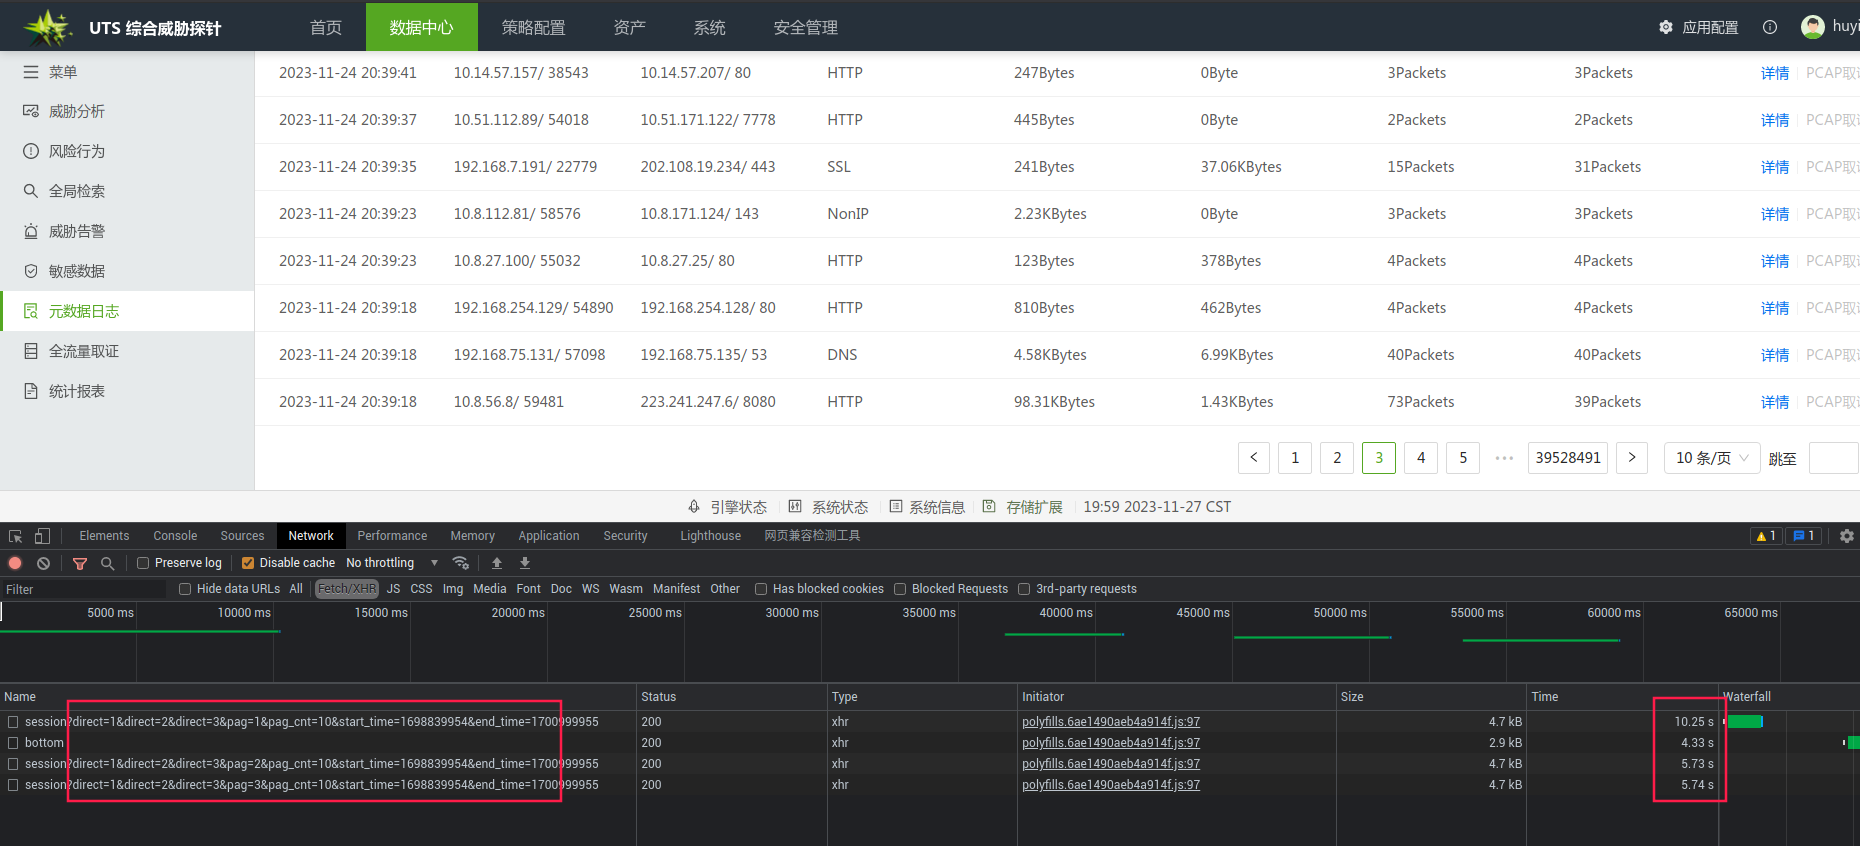 UTS 综合威胁探针 首页 数据中心 策略配置 资产 系统 安全管理 应用配置 huyi
菜单
威胁分析
风险行为
全局检索
威胁告警
敏感数据
元数据日志
全流量取证
统计报表
2023-11-24 20:39:41 10.14.57.157/ 38543 10.14.57.207/ 80 HTTP 247Bytes 0Byte 3Packets 3Packets 详情 PCAP取
2023-11-24 20:39:37 10.51.112.89/ 54018 10.51.171.122/ 7778 HTTP 445Bytes 0Byte 2Packets 2Packets 详情 PCAP取
2023-11-24 20:39:35 192.168.7.191/ 22779 202.108.19.234/ 443 SSL 241Bytes 37.06KBytes 15Packets 31Packets 详情 PCAP取
2023-11-24 20:39:23 10.8.112.81/ 58576 10.8.171.124/ 143 NonIP 2.23KBytes 0Byte 3Packets 3Packets 详情 PCAP取
2023-11-24 20:39:23 10.8.27.100/ 55032 10.8.27.25/ 80 HTTP 123Bytes 378Bytes 4Packets 4Packets 详情 PCAP取
2023-11-24 20:39:18 192.168.254.129/ 54890 192.168.254.128/ 80 HTTP 810Bytes 462Bytes 4Packets 4Packets 详情 PCAP取
2023-11-24 20:39:18 192.168.75.131/ 57098 192.168.75.135/ 53 DNS 4.58KBytes 6.99KBytes 40Packets 40Packets 详情 PCAP取
2023-11-24 20:39:18 10.8.56.8/ 59481 223.241.247.6/ 8080 HTTP 98.31KBytes 1.43KBytes 73Packets 39Packets 详情 PCAP取
< 1 2 3 4 5 ••• 39528491 > 10 条/页 跳至
引擎状态 系统状态 系统信息 存储扩展 19:59 2023-11-27 CST
Elements Console Sources Network Performance Memory Application Security Lighthouse 网页兼容检测工具 1 1
Preserve log Disable cache No throttling
Filter Hide data URLs All Fetch/XHR JS CSS Img Media Font Doc WS Wasm Manifest Other Has blocked cookies Blocked Requests 3rd-party requests
5000 ms 10000 ms 15000 ms 20000 ms 25000 ms 30000 ms 35000 ms 40000 ms 45000 ms 50000 ms 55000 ms 60000 ms 65000 ms
Name Status Type Initiator Size Time Waterfall
session?direct=1&direct=2&direct=3&pag=1&pag_cnt=10&start_time=1698839954&end_time=1700999955 200 xhr polyfills.6ae1490aeb4a914f.js:97 4.7 kB 10.25 s
bottom 200 xhr polyfills.6ae1490aeb4a914f.js:97 2.9 kB 4.33 s
session?direct=1&direct=2&direct=3&pag=2&pag_cnt=10&start_time=1698839954&end_time=1700999955 200 xhr polyfills.6ae1490aeb4a914f.js:97 4.7 kB 5.73 s
session?direct=1&direct=2&direct=3&pag=3&pag_cnt=10&start_time=1698839954&end_time=1700999955 200 xhr polyfills.6ae1490aeb4a914f.js:97 4.7 kB 5.74 s